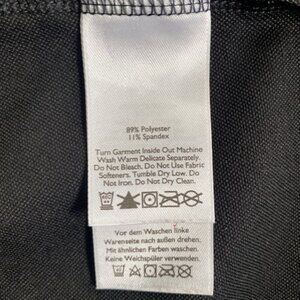 89% Polyester
11% Spandex
Turn Garment Inside Out Machine
Wash Warm Delicate Separately.
Do Not Bleach. Do Not Use Fabric
Softeners. Tumble Dry Low. Do
Not Iron. Do Not Dry Clean.
Vor dem Waschen linke
Warenseite nach außen drehen.
Mit ähnlichen Farben waschen.
Keine Weichspüler verwenden.